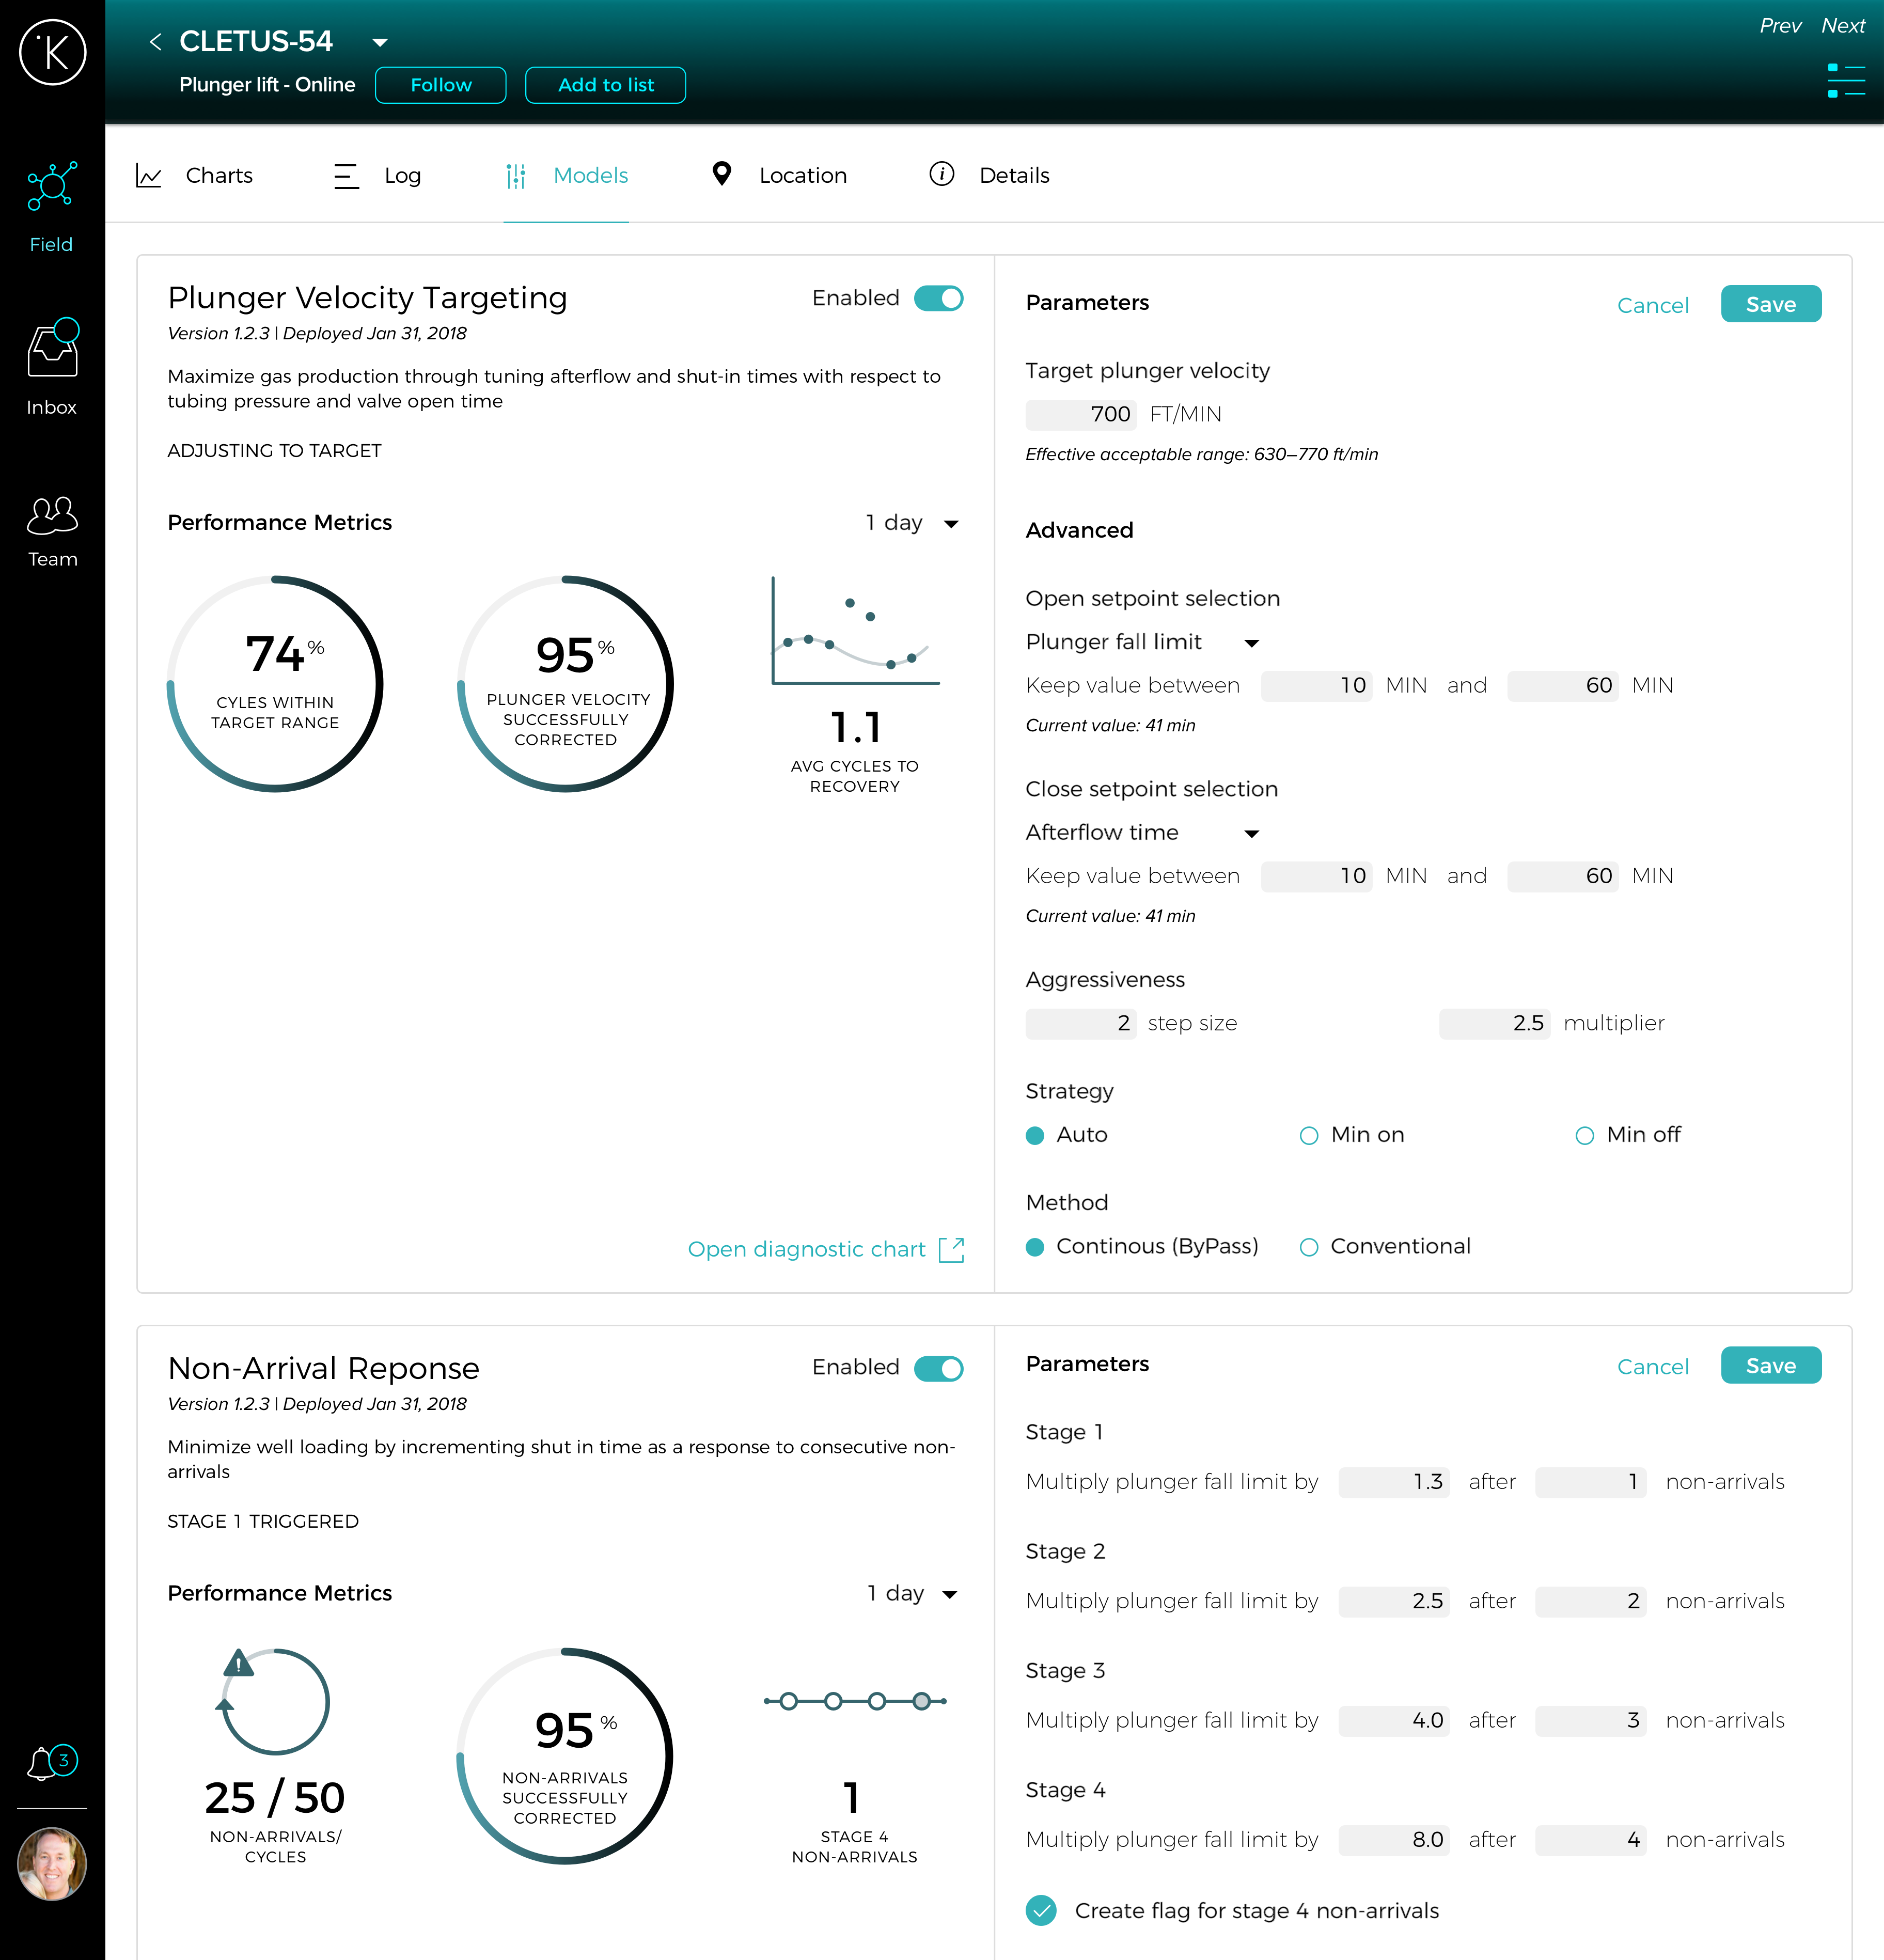 K
CLETUS-54
Prev Next
Plunger lift - Online
Follow
Add to list
Field
Inbox
Team
3
Charts
Log
Models
Location
Details
Plunger Velocity Targeting
Enabled
Version 1.2.3 | Deployed Jan 31, 2018
Maximize gas production through tuning afterflow and shut-in times with respect to
tubing pressure and valve open time
ADJUSTING TO TARGET
Performance Metrics
1 day
74%
CYLES WITHIN
TARGET RANGE
95%
PLUNGER VELOCITY
SUCCESSFULLY
CORRECTED
1.1
AVG CYCLES TO
RECOVERY
Open diagnostic chart
Parameters
Cancel
Save
Target plunger velocity
700 FT/MIN
Effective acceptable range: 630–770 ft/min
Advanced
Open setpoint selection
Plunger fall limit
Keep value between 10 MIN and 60 MIN
Current value: 41 min
Close setpoint selection
Afterflow time
Keep value between 10 MIN and 60 MIN
Current value: 41 min
Aggressiveness
2 step size 2.5 multiplier
Strategy
Auto Min on Min off
Method
Continous (ByPass) Conventional
Non-Arrival Reponse
Enabled
Version 1.2.3 | Deployed Jan 31, 2018
Minimize well loading by incrementing shut in time as a response to consecutive non-
arrivals
STAGE 1 TRIGGERED
Performance Metrics
1 day
!
25 / 50
NON-ARRIVALS/
CYCLES
95%
NON-ARRIVALS
SUCCESSFULLY
CORRECTED
1
STAGE 4
NON-ARRIVALS
Parameters
Cancel
Save
Stage 1
Multiply plunger fall limit by 1.3 after 1 non-arrivals
Stage 2
Multiply plunger fall limit by 2.5 after 2 non-arrivals
Stage 3
Multiply plunger fall limit by 4.0 after 3 non-arrivals
Stage 4
Multiply plunger fall limit by 8.0 after 4 non-arrivals
Create flag for stage 4 non-arrivals